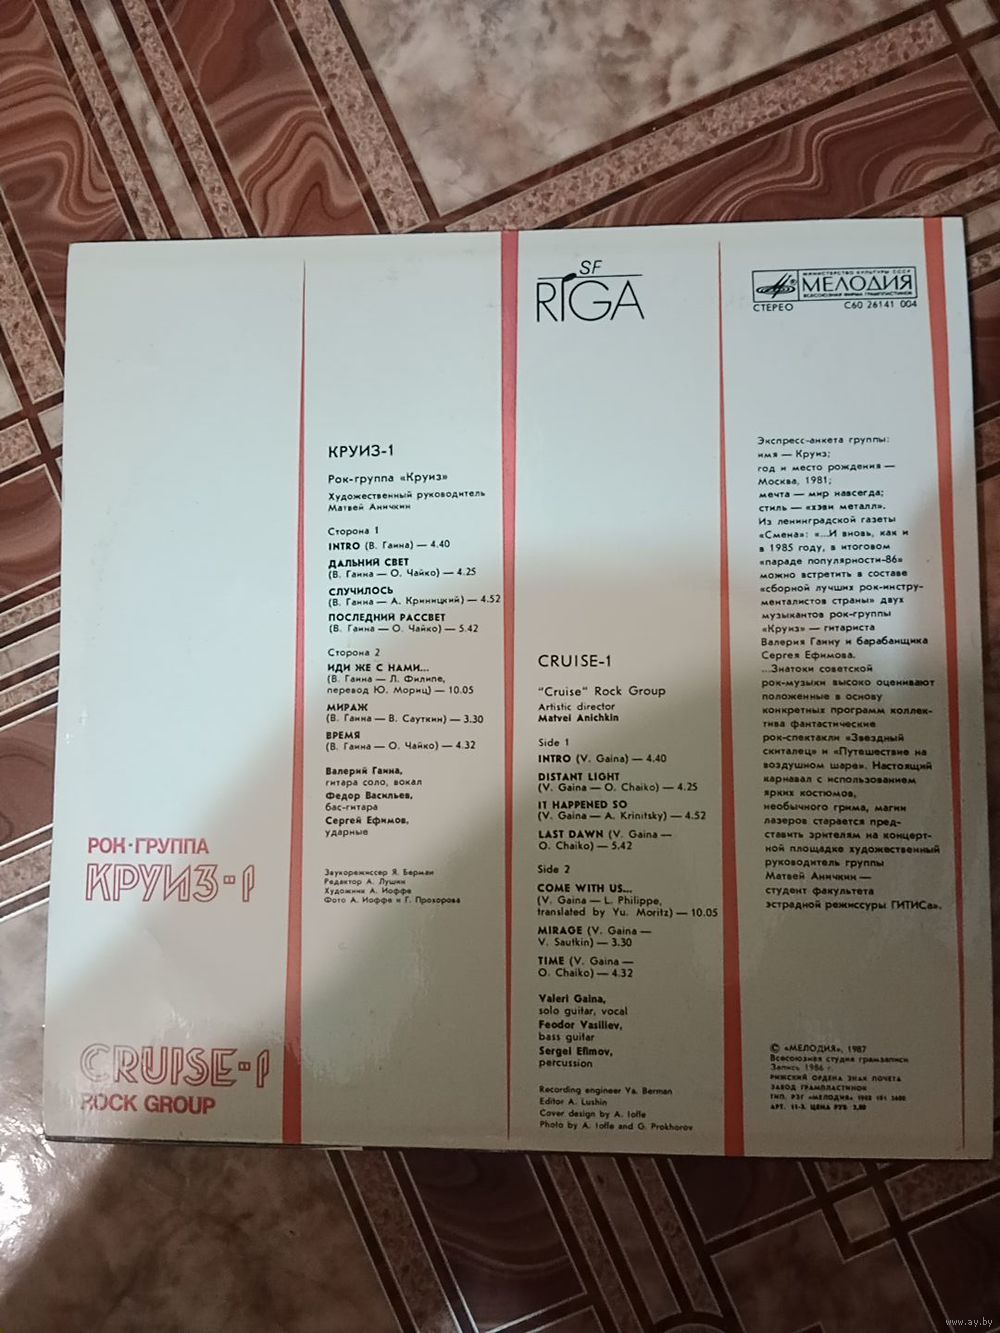 РОК-ГРУППА
КРУИЗ-1
CRUISE-1
ROCK GROUP
КРУИЗ-1
Рок-группа «Круиз»
Художественный руководитель
Матвей Аничкин
Сторона 1
INTRO (В. Гаина) — 4.40
ДАЛЬНИЙ СВЕТ
(В. Гаина — О. Чайко) — 4.25
СЛУЧИЛОСЬ
(В. Гаина — А. Криницкий) — 4.52
ПОСЛЕДНИЙ РАССВЕТ
(В. Гаина — О. Чайко) — 5.42
Сторона 2
ИДИ ЖЕ С НАМИ...
(В. Гаина — Л. Филипе,
перевод Ю. Мориц) — 10.05
МИРАЖ
(В. Гаина — В. Сауткин) — 3.30
ВРЕМЯ
(В. Гаина — О. Чайко) — 4.32
Валерий Гаина,
гитара соло, вокал
Федор Васильев,
бас-гитара
Сергей Ефимов,
ударные
Звукорежиссер Я. Берман
Редактор А. Лушин
Художник А. Иоффе
Фото А. Иоффе и Г. Прохорова
SF
RIGA
CRUISE-1
"Cruise" Rock Group
Artistic director
Matvei Anichkin
Side 1
INTRO (V. Gaina) — 4.40
DISTANT LIGHT
(V. Gaina — O. Chaiko) — 4.25
IT HAPPENED SO
(V. Gaina — A. Krinitsky) — 4.52
LAST DAWN (V. Gaina —
O. Chaiko) — 5.42
Side 2
COME WITH US...
(V. Gaina — L. Philippe,
translated by Yu. Moritz) — 10.05
MIRAGE (V. Gaina —
V. Sautkin) — 3.30
TIME (V. Gaina —
O. Chaiko) — 4.32
Valeri Gaina,
solo guitar, vocal
Feodor Vasiliev,
bass guitar
Sergei Efimov,
percussion
Recording engineer Ya. Berman
Editor A. Lushin
Cover design by A. Ioffe
Photo by A. Ioffe and G. Prokhorov
МИНИСТЕРСТВО КУЛЬТУРЫ СССР
МЕЛОДИЯ
ВСЕСОЮЗНАЯ ФИРМА ГРАМПЛАСТИНОК
СТЕРЕО С60 26141 004
Экспресс-анкета группы:
имя — Круиз;
год и место рождения —
Москва, 1981;
мечта — мир навсегда;
стиль — «хэви металл».
Из ленинградской газеты
«Смена»: «...И вновь, как и
в 1985 году, в итоговом
«параде популярности-86»
можно встретить в составе
«сборной лучших рок-инстру-
менталистов страны» двух
музыкантов рок-группы
«Круиз» — гитариста
Валерия Гаину и барабанщика
Сергея Ефимова.
...Знатоки советской
рок-музыки высоко оценивают
положенные в основу
конкретных программ коллек-
тива фантастические
рок-спектакли «Звездный
скиталец» и «Путешествие на
воздушном шаре». Настоящий
карнавал с использованием
ярких костюмов,
необычного грима, магии
лазеров старается пред-
ставить зрителям на концерт-
ной площадке художественный
руководитель группы
Матвей Аничкин —
студент факультета
эстрадной режиссуры ГИТИСа».
© «МЕЛОДИЯ», 1987
Всесоюзная студия грамзаписи
Запись 1986 г.
РИЖСКИЙ ОРДЕНА ЗНАК ПОЧЕТА
ЗАВОД ГРАМПЛАСТИНОК
ТИП. РЗГ «МЕЛОДИЯ»
АРТ. 11-3. ЦЕНА РУБ
www.ay.by